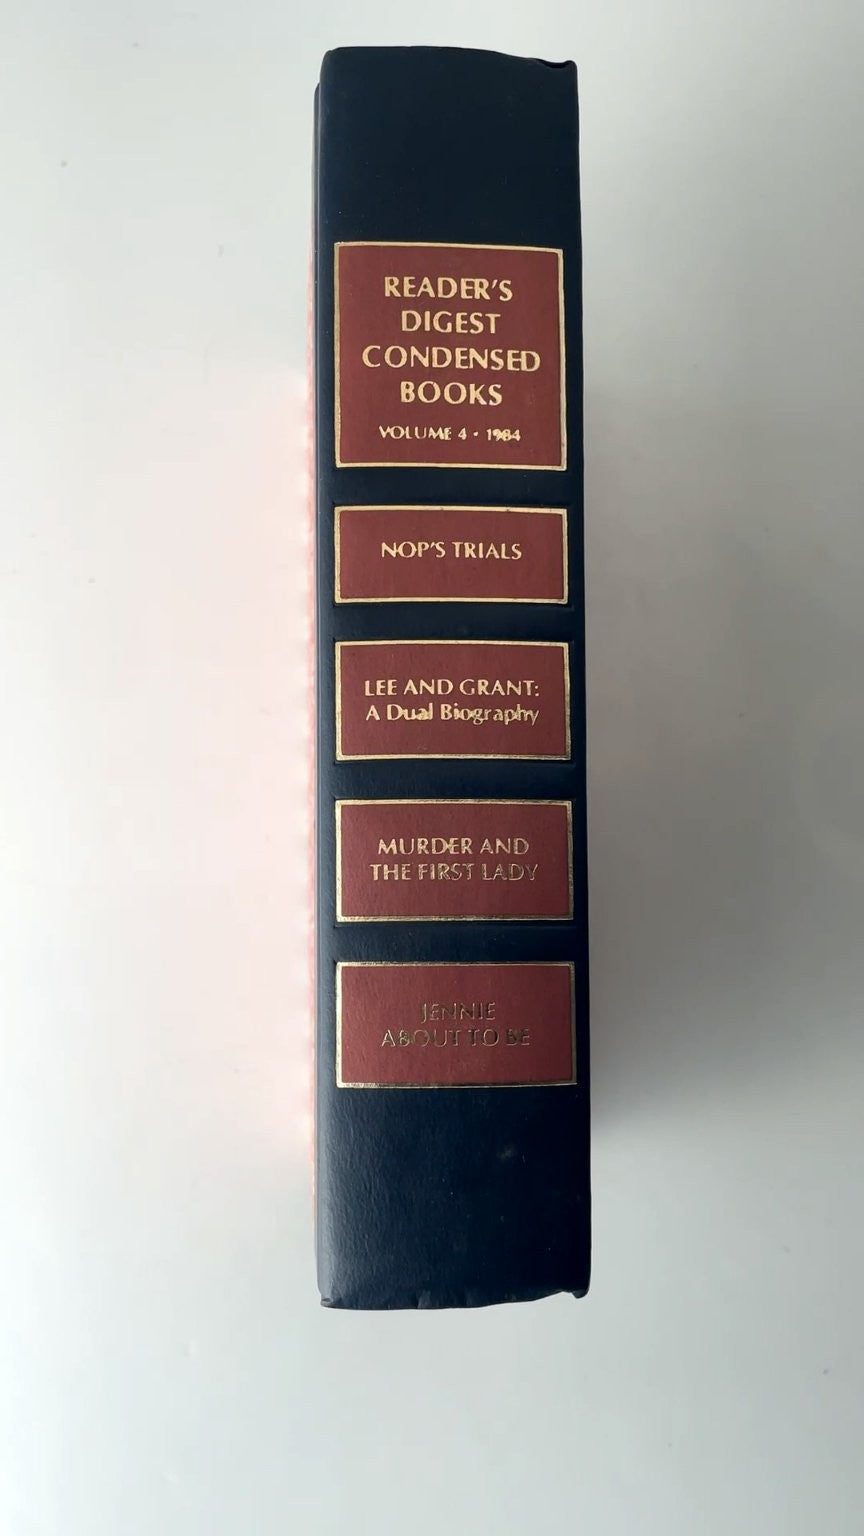 READER'S
DIGEST
CONDENSED
BOOKS
VOLUME 4 · 1984
NOP'S TRIALS
LEE AND GRANT:
A Dual Biography
MURDER AND
THE FIRST LADY
JENNIE
ABOUT TO BE